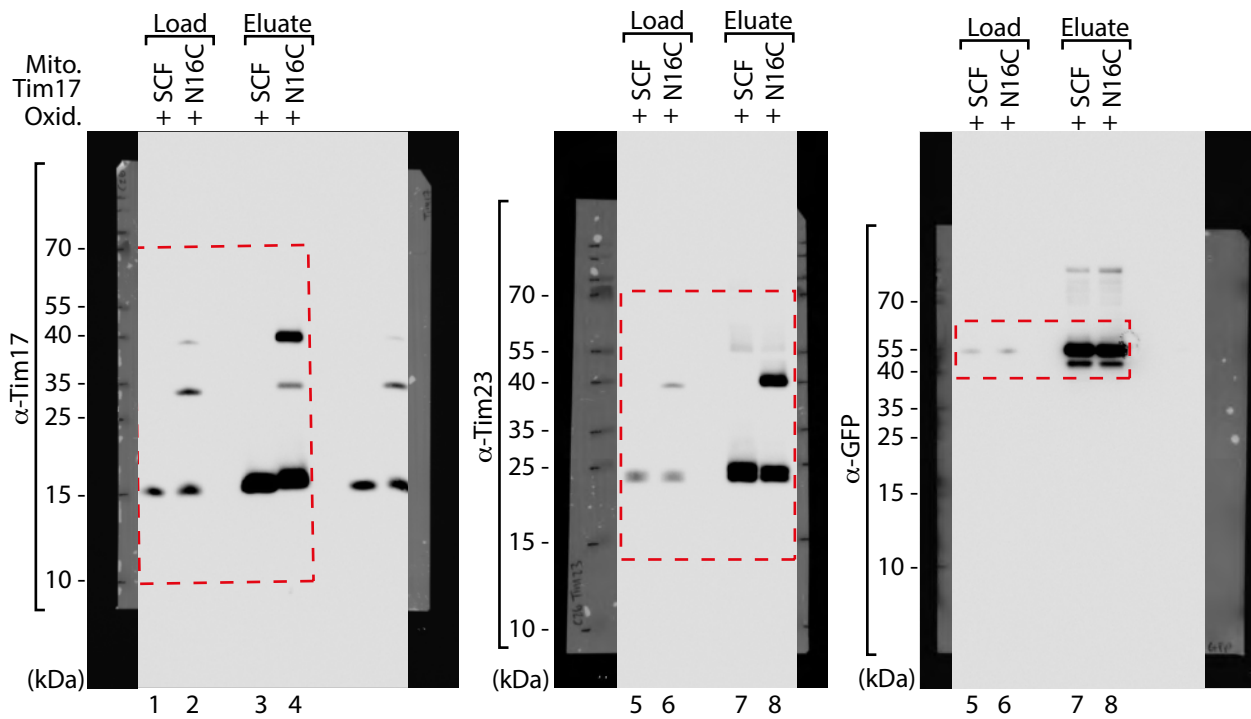 Load Eluate
Mito.
Tim17 SCF N16C SCF N16C
Oxid. + + + +
α-Tim17
70 -
55 -
40 -
35 -
25 -
15 -
10 -
(kDa)
1 2 3 4
Load Eluate
SCF N16C SCF N16C
+ + + +
α-Tim23
70 -
55 -
40 -
35 -
25 -
15 -
10 -
(kDa)
5 6 7 8
Load Eluate
SCF N16C SCF N16C
+ + + +
α-GFP
70 -
55 -
40 -
35 -
25 -
15 -
10 -
(kDa)
5 6 7 8
Tim23
GFP